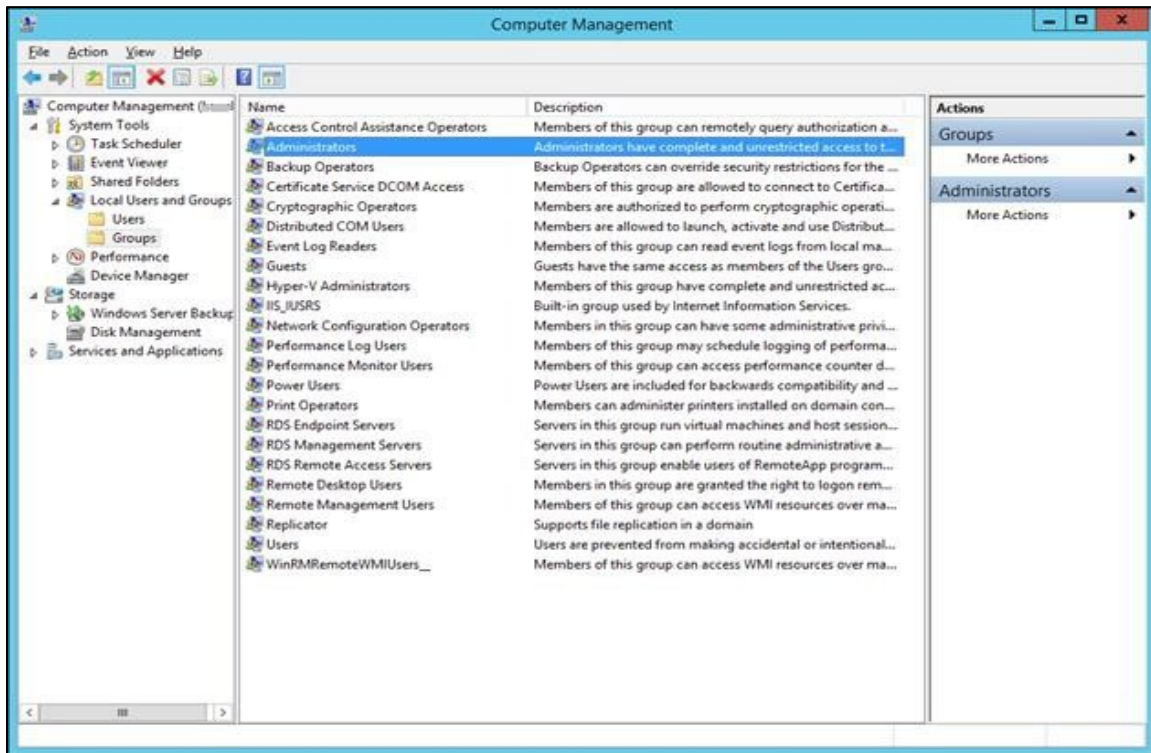 Computer Management
File Action View Help
Computer Management
System Tools
Task Scheduler
Event Viewer
Shared Folders
Local Users and Groups
Users
Groups
Performance
Device Manager
Storage
Windows Server Backup
Disk Management
Services and Applications
Name Description
Access Control Assistance Operators Members of this group can remotely query authorization a...
Administrators Administrators have complete and unrestricted access to t...
Backup Operators Backup Operators can override security restrictions for the ...
Certificate Service DCOM Access Members of this group are allowed to connect to Certifica...
Cryptographic Operators Members are authorized to perform cryptographic operati...
Distributed COM Users Members are allowed to launch, activate and use Distribut...
Event Log Readers Members of this group can read event logs from local ma...
Guests Guests have the same access as members of the Users gro...
Hyper-V Administrators Members of this group have complete and unrestricted ac...
IIS_IUSRS Built-in group used by Internet Information Services.
Network Configuration Operators Members in this group can have some administrative privi...
Performance Log Users Members of this group may schedule logging of performa...
Performance Monitor Users Members of this group can access performance counter d...
Power Users Power Users are included for backwards compatibility and ...
Print Operators Members can administer printers installed on domain con...
RDS Endpoint Servers Servers in this group run virtual machines and host session...
RDS Management Servers Servers in this group can perform routine administrative a...
RDS Remote Access Servers Servers in this group enable users of RemoteApp program...
Remote Desktop Users Members in this group are granted the right to logon rem...
Remote Management Users Members of this group can access WMI resources over ma...
Replicator Supports file replication in a domain
Users Users are prevented from making accidental or intentional...
WinRMRemoteWMIUsers__ Members of this group can access WMI resources over ma...
Actions
Groups
More Actions
Administrators
More Actions